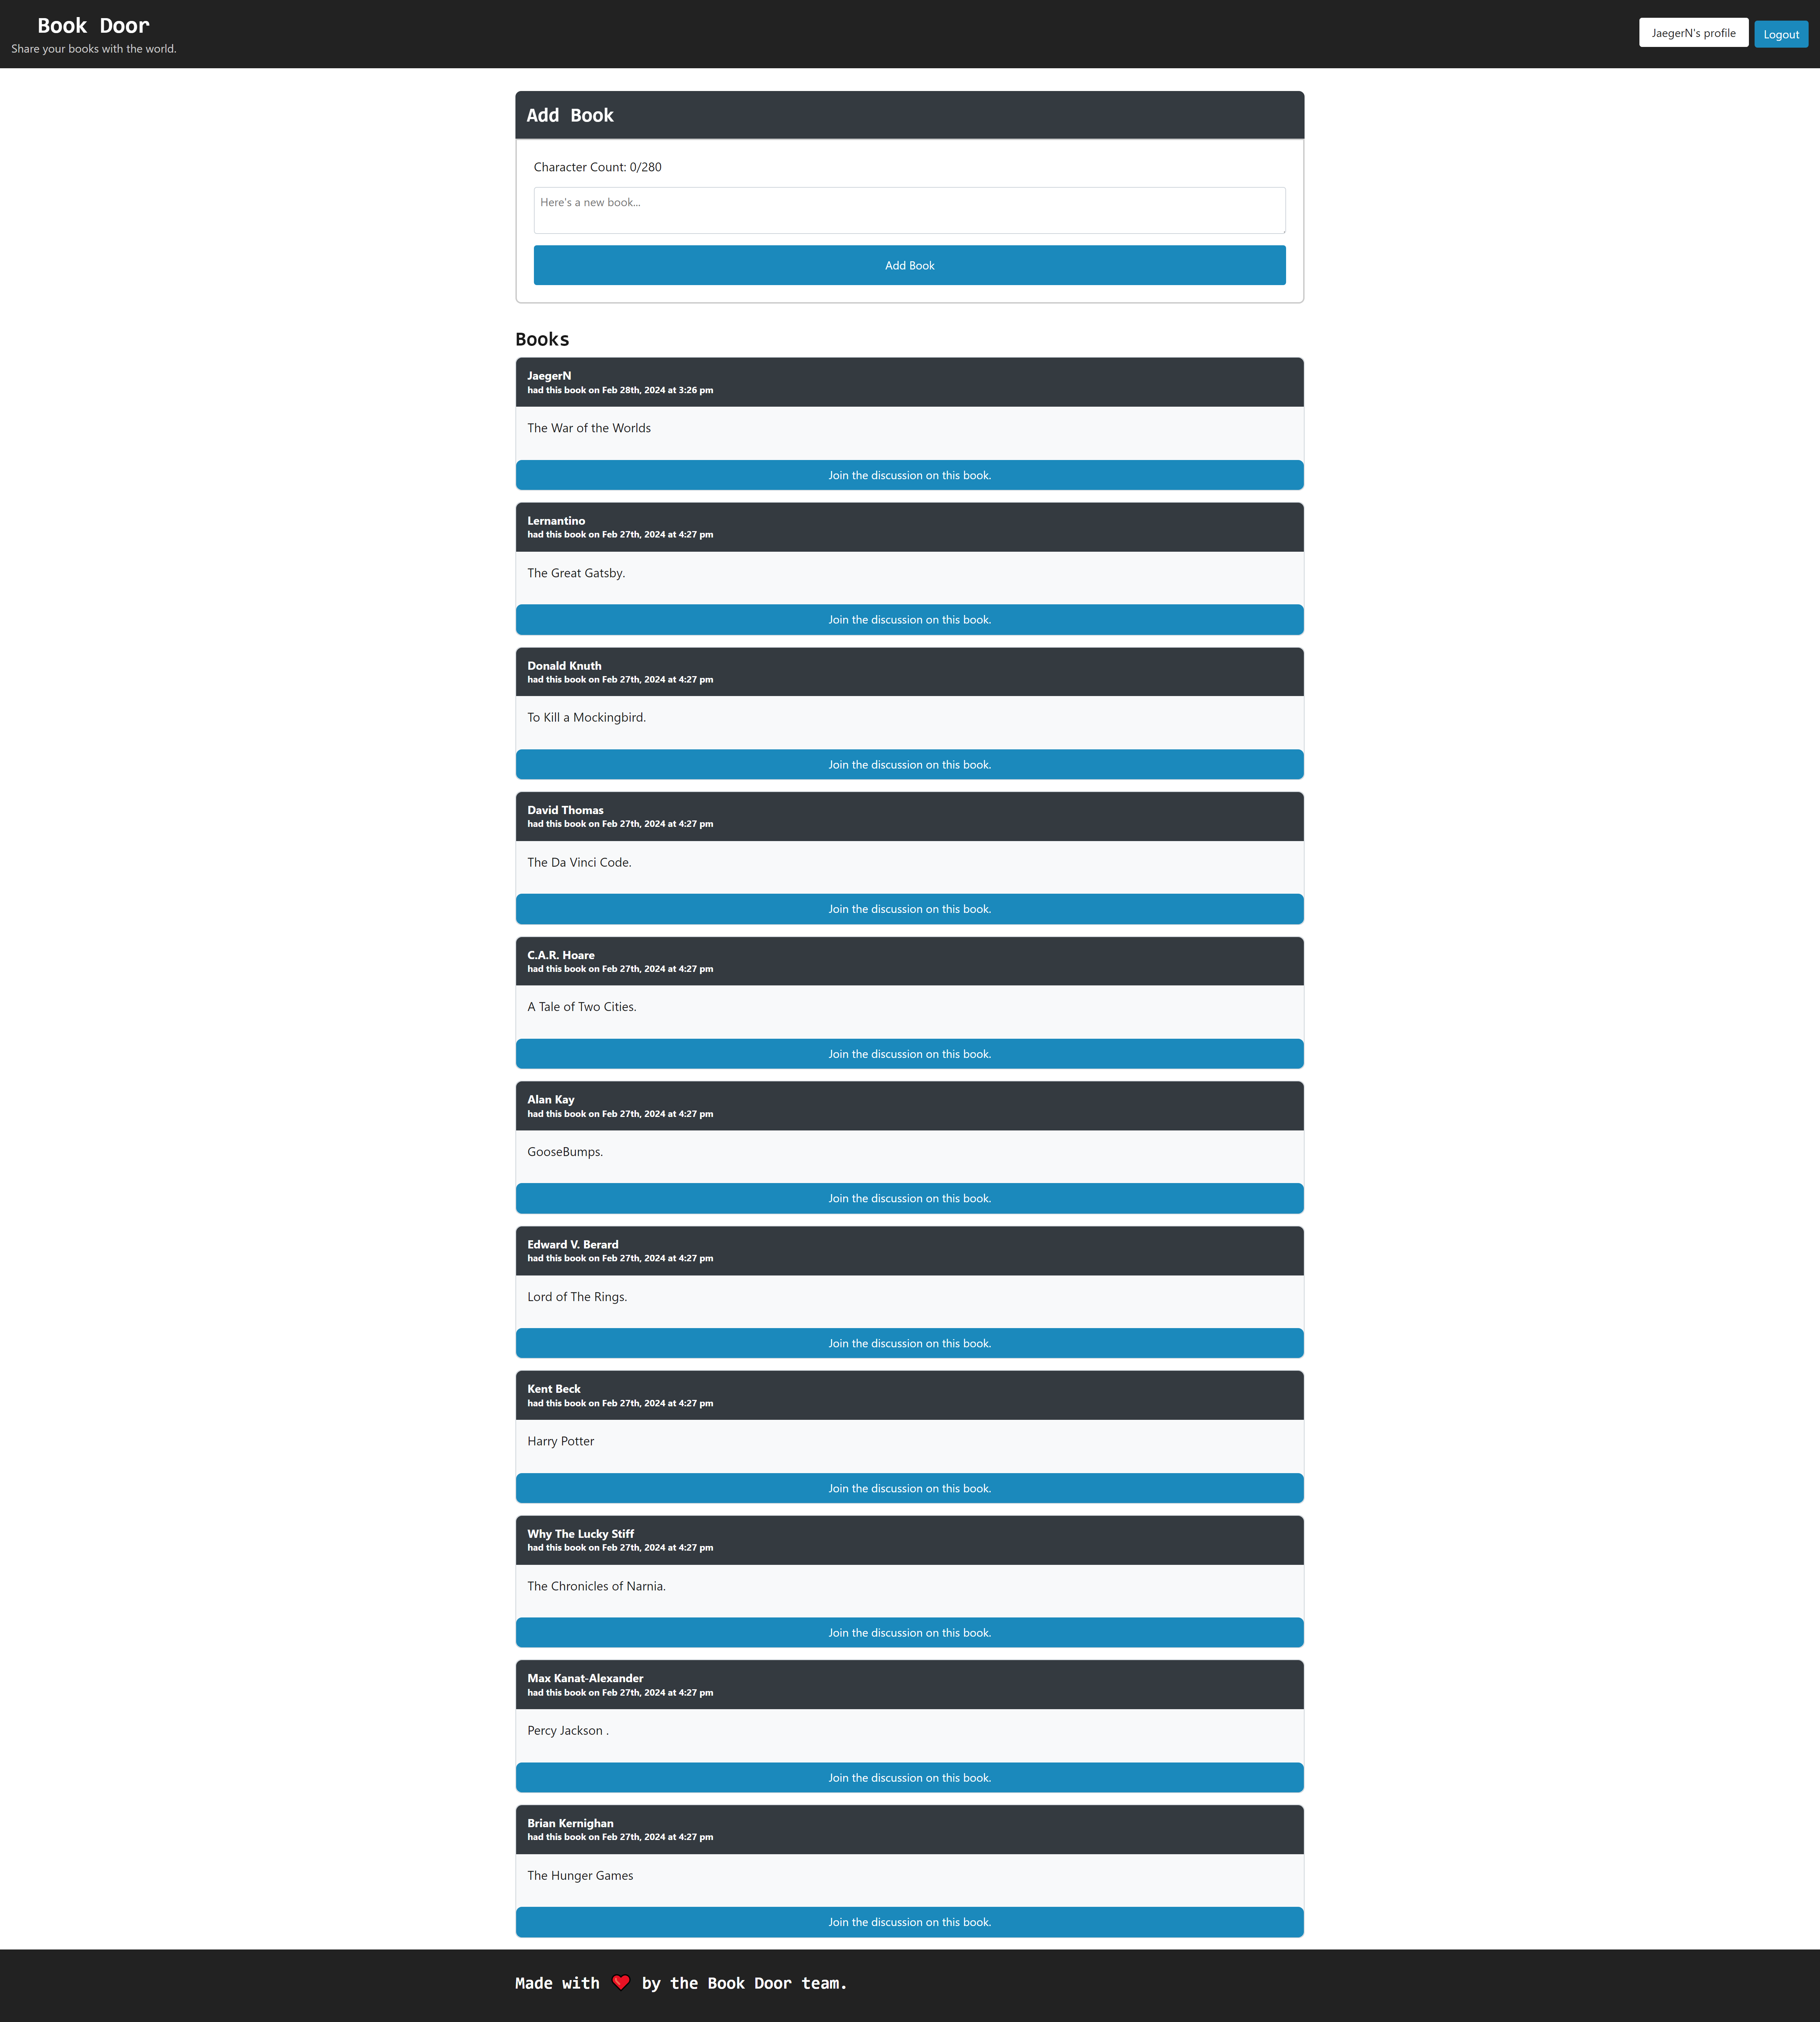 Book Door
Share your books with the world.
JaegerN's profile
Logout
Add Book
Character Count: 0/280
Here's a new book...
Add Book
Books
JaegerN
had this book on Feb 28th, 2024 at 3:26 pm
The War of the Worlds
Join the discussion on this book.
Lernantino
had this book on Feb 27th, 2024 at 4:27 pm
The Great Gatsby.
Join the discussion on this book.
Donald Knuth
had this book on Feb 27th, 2024 at 4:27 pm
To Kill a Mockingbird.
Join the discussion on this book.
David Thomas
had this book on Feb 27th, 2024 at 4:27 pm
The Da Vinci Code.
Join the discussion on this book.
C.A.R. Hoare
had this book on Feb 27th, 2024 at 4:27 pm
A Tale of Two Cities.
Join the discussion on this book.
Alan Kay
had this book on Feb 27th, 2024 at 4:27 pm
GooseBumps.
Join the discussion on this book.
Edward V. Berard
had this book on Feb 27th, 2024 at 4:27 pm
Lord of The Rings.
Join the discussion on this book.
Kent Beck
had this book on Feb 27th, 2024 at 4:27 pm
Harry Potter
Join the discussion on this book.
Why The Lucky Stiff
had this book on Feb 27th, 2024 at 4:27 pm
The Chronicles of Narnia.
Join the discussion on this book.
Max Kanat-Alexander
had this book on Feb 27th, 2024 at 4:27 pm
Percy Jackson .
Join the discussion on this book.
Brian Kernighan
had this book on Feb 27th, 2024 at 4:27 pm
The Hunger Games
Join the discussion on this book.
Made with ❤️ by the Book Door team.